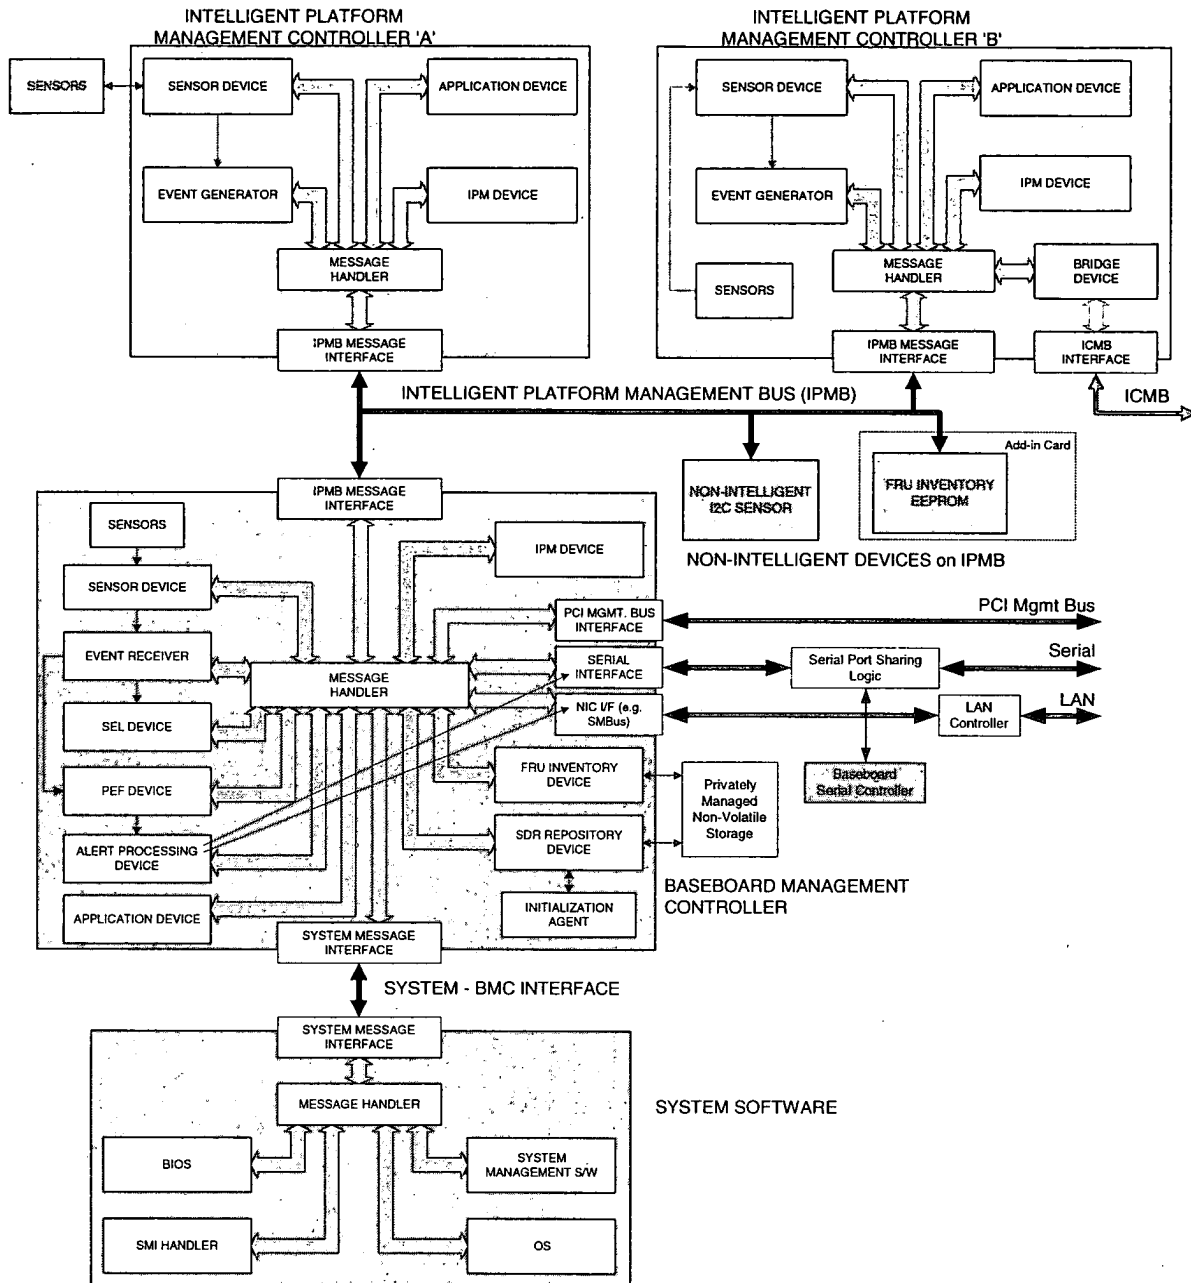 INTELLIGENT PLATFORM
MANAGEMENT CONTROLLER 'A'
INTELLIGENT PLATFORM
MANAGEMENT CONTROLLER 'B'
SENSORS
SENSOR DEVICE
APPLICATION DEVICE
EVENT GENERATOR
IPM DEVICE
MESSAGE
HANDLER
IPMB MESSAGE
INTERFACE
SENSOR DEVICE
APPLICATION DEVICE
EVENT GENERATOR
IPM DEVICE
SENSORS
MESSAGE
HANDLER
BRIDGE
DEVICE
IPMB MESSAGE
INTERFACE
ICMB
INTERFACE
INTELLIGENT PLATFORM MANAGEMENT BUS (IPMB)
ICMB
NON-INTELLIGENT
I2C SENSOR
Add-in Card
FRU INVENTORY
EEPROM
NON-INTELLIGENT DEVICES on IPMB
IPMB MESSAGE
INTERFACE
SENSORS
IPM DEVICE
SENSOR DEVICE
PCI MGMT. BUS
INTERFACE
PCI Mgmt Bus
EVENT RECEIVER
MESSAGE
HANDLER
SERIAL
INTERFACE
Serial Port Sharing
Logic
Serial
SEL DEVICE
NIC I/F (e.g.
SMBus)
LAN
Controller
LAN
PEF DEVICE
FRU INVENTORY
DEVICE
Privately
Managed
Non-Volatile
Storage
Baseboard
Serial Controller
ALERT PROCESSING
DEVICE
SDR REPOSITORY
DEVICE
APPLICATION DEVICE
INITIALIZATION
AGENT
BASEBOARD MANAGEMENT
CONTROLLER
SYSTEM MESSAGE
INTERFACE
SYSTEM - BMC INTERFACE
SYSTEM MESSAGE
INTERFACE
MESSAGE HANDLER
SYSTEM SOFTWARE
BIOS
SYSTEM
MANAGEMENT S/W
SMI HANDLER
OS